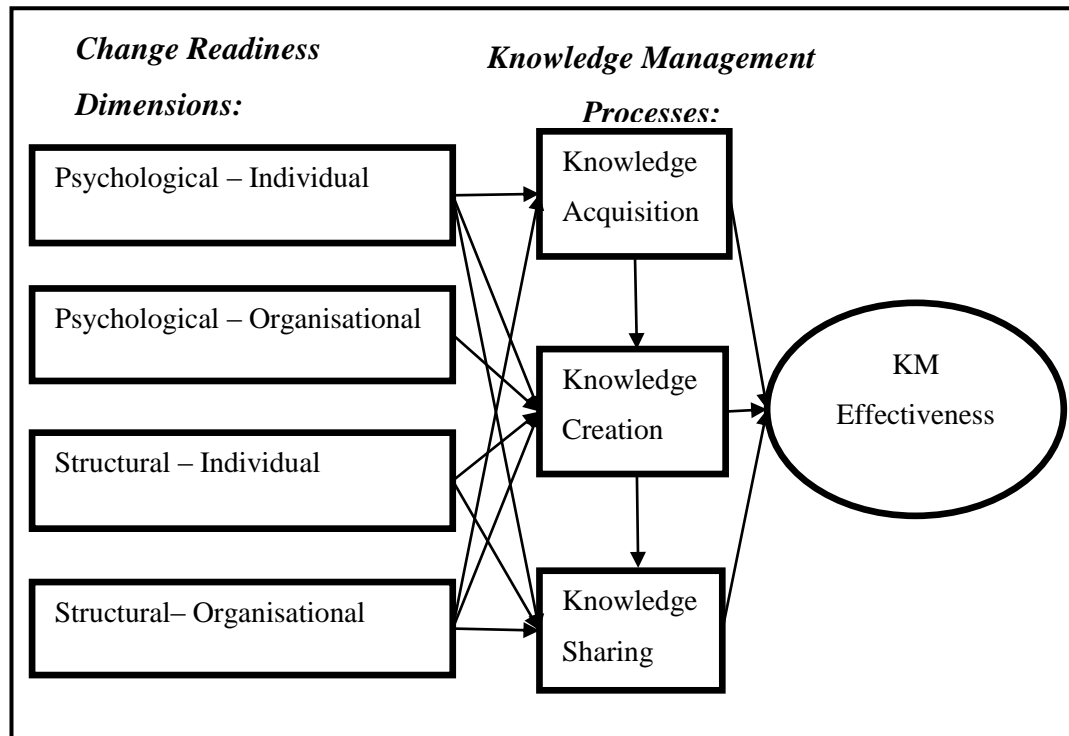 Change Readiness
Dimensions:
Knowledge Management
Processes:
Psychological – Individual
Psychological – Organisational
Structural – Individual
Structural– Organisational
Knowledge
Acquisition
Knowledge
Creation
Knowledge
Sharing
KM
Effectiveness